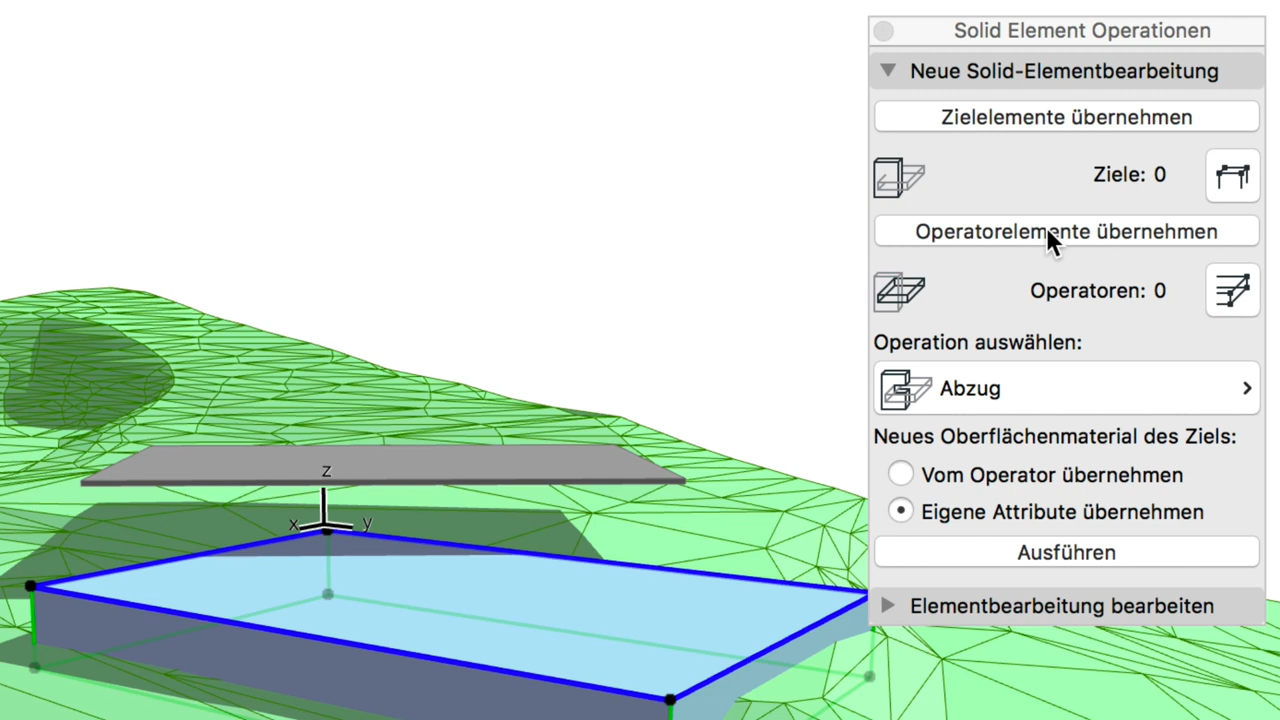 Solid Element Operationen
Neue Solid-Elementbearbeitung
Zielelemente übernehmen
Ziele: 0
Operatorelemente übernehmen
Operatoren: 0
Operation auswählen:
Abzug
Neues Oberflächenmaterial des Ziels:
Vom Operator übernehmen
Eigene Attribute übernehmen
Ausführen
Elementbearbeitung bearbeiten
z
x y